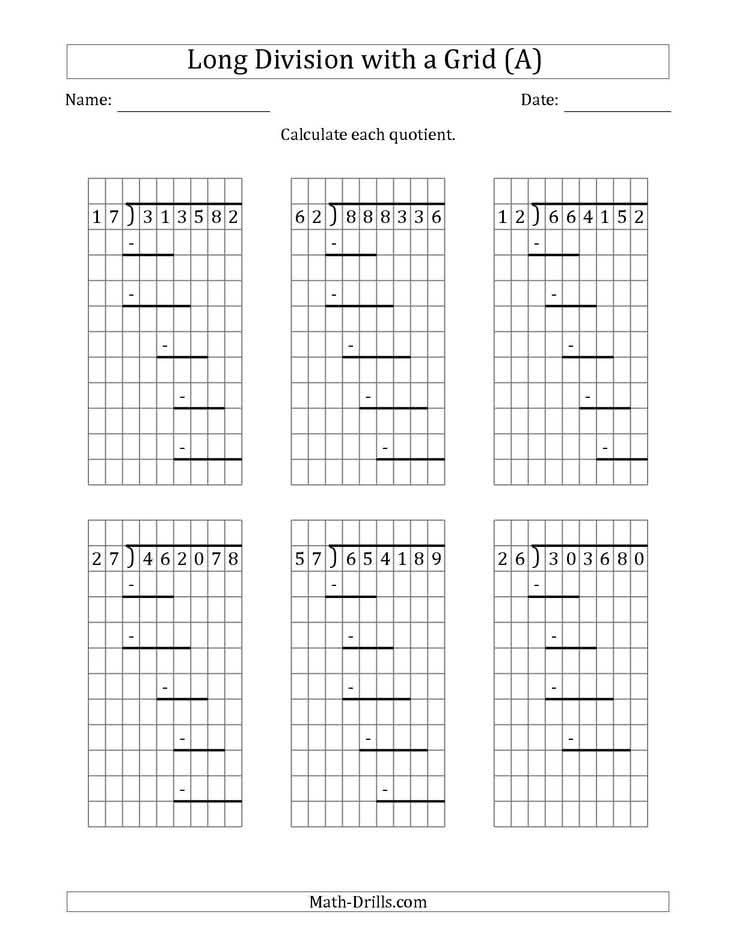 Long Division with a Grid (A)
Name: Date:
Calculate each quotient.
17)313582 62)888336 12)664152
- - -
- - -
- - -
- - -
- - -
27)462078 57)654189 26)303680
- - -
- - -
- - -
- - -
- -
Math-Drills.com